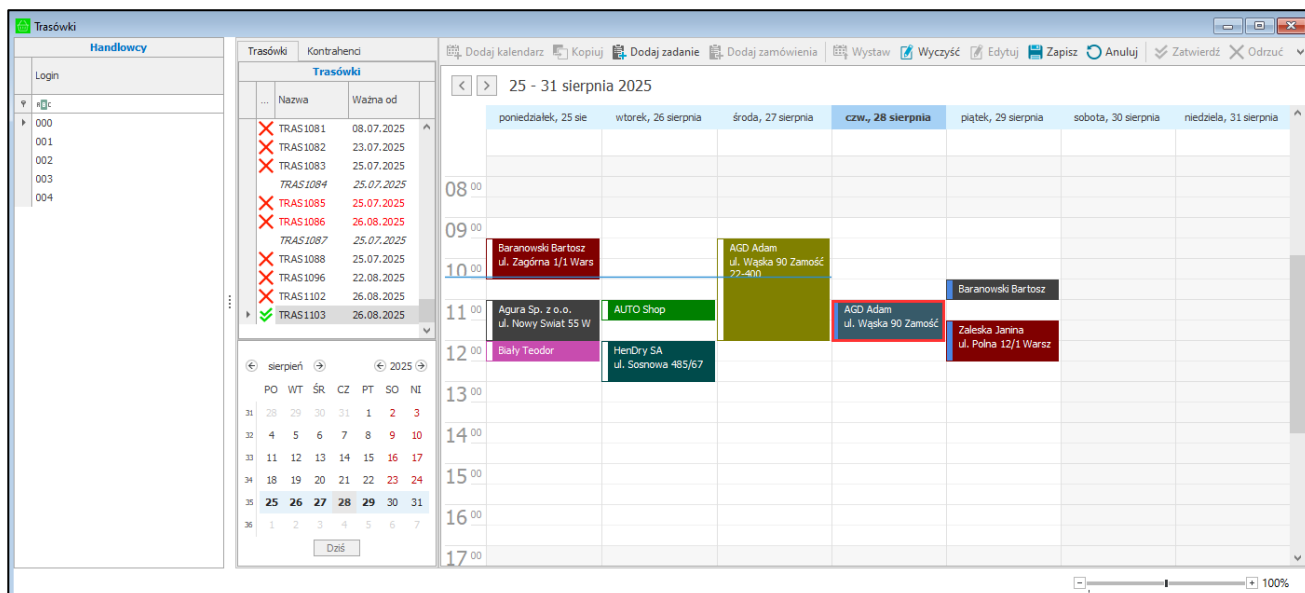 Trasówki
Handlowcy
Login
000
001
002
003
004
Trasówki Kontrahenci
Trasówki
... Nazwa Ważna od
TRAS1081 08.07.2025
TRAS1082 23.07.2025
TRAS1083 25.07.2025
TRAS1084 25.07.2025
TRAS1085 25.07.2025
TRAS1086 26.08.2025
TRAS1087 25.07.2025
TRAS1088 25.07.2025
TRAS1096 22.08.2025
TRAS1102 26.08.2025
TRAS1103 26.08.2025
sierpień 2025
PO WT ŚR CZ PT SO NI
31 28 29 30 31 1 2 3
32 4 5 6 7 8 9 10
33 11 12 13 14 15 16 17
34 18 19 20 21 22 23 24
35 25 26 27 28 29 30 31
36 1 2 3 4 5 6 7
Dziś
Dodaj kalendarz Kopiuj Dodaj zadanie Dodaj zamówienia Wystaw Wyczyść Edytuj Zapisz Anuluj Zatwierdź Odrzuć
25 - 31 sierpnia 2025
poniedziałek, 25 sie wtorek, 26 sierpnia środa, 27 sierpnia czw., 28 sierpnia piątek, 29 sierpnia sobota, 30 sierpnia niedziela, 31 sierpnia
08 00
09 00
10 00
11 00
12 00
13 00
14 00
15 00
16 00
17 00
Baranowski Bartosz
ul. Zagórna 1/1 Wars
Agura Sp. z o.o.
ul. Nowy Świat 55 W
Biały Teodor
AUTO Shop
HenDry SA
ul. Sosnowa 485/67
AGD Adam
ul. Wąska 90 Zamość
22-400
AGD Adam
ul. Wąska 90 Zamość
Baranowski Bartosz
Zaleska Janina
ul. Polna 12/1 Warsz
100%